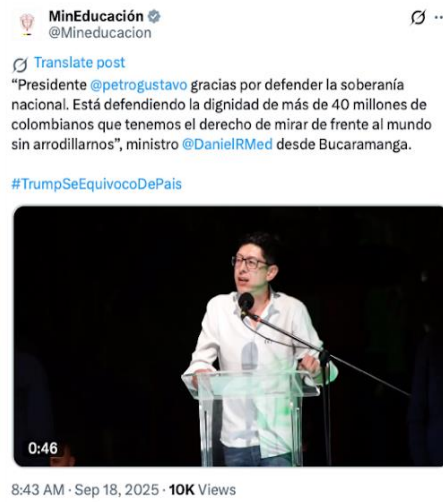 MinEducación
@Mineducacion
Translate post
“Presidente @petrogustavo gracias por defender la soberanía
nacional. Está defendiendo la dignidad de más de 40 millones de
colombianos que tenemos el derecho de mirar de frente al mundo
sin arrodillarnos”, ministro @DanielRMed desde Bucaramanga.
#TrumpSeEquivocoDePais
0:46
8:43 AM · Sep 18, 2025 · 10K Views